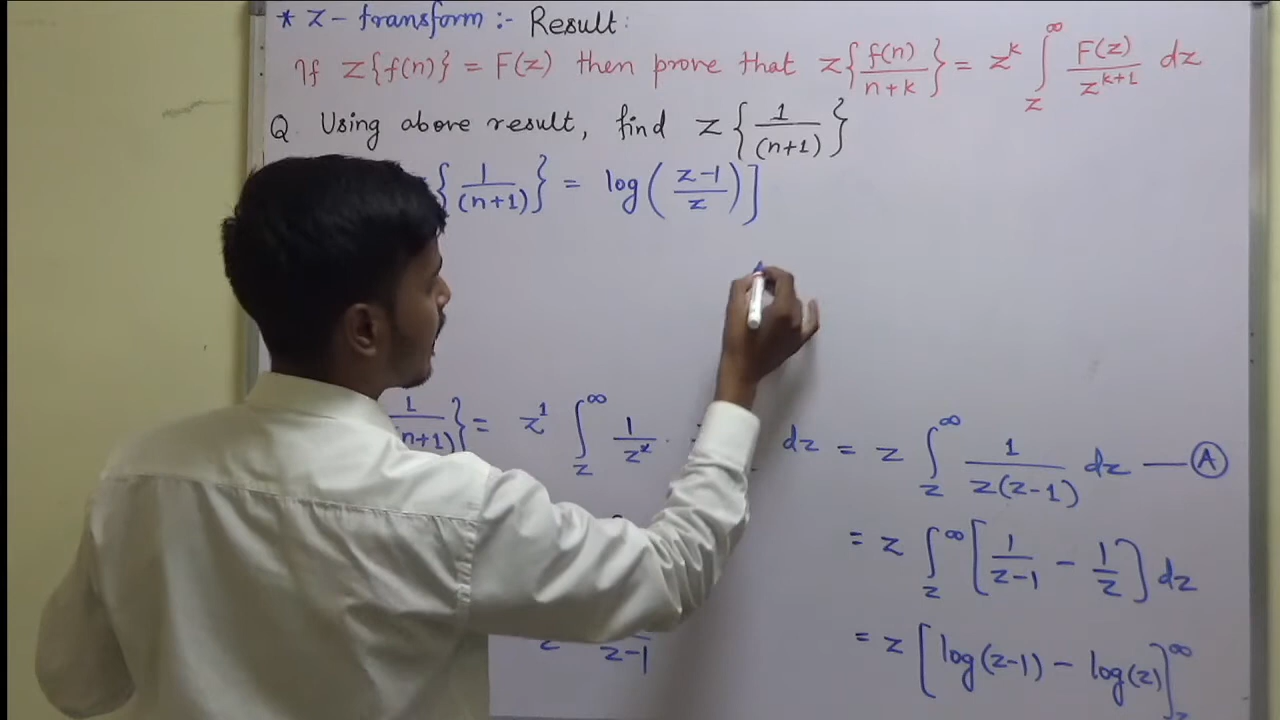 * Z-transform :- Result:
If Z{f(n)} = F(z) then prove that Z{f(n)/(n+k)} = z^k ∫_z^∞ F(z)/z^(k+1) dz
Q. Using above result, find Z{1/(n+1)}
{1/(n+1)} = log((z-1)/z)]
1/(n+1)} = z^1 ∫_z^∞ 1/z^x . dz = z ∫_z^∞ 1/(z(z-1)) dz — Ⓐ
= z ∫_z^∞ [1/(z-1) - 1/z] dz
z-1
= z [log(z-1) - log(z)]_z^∞